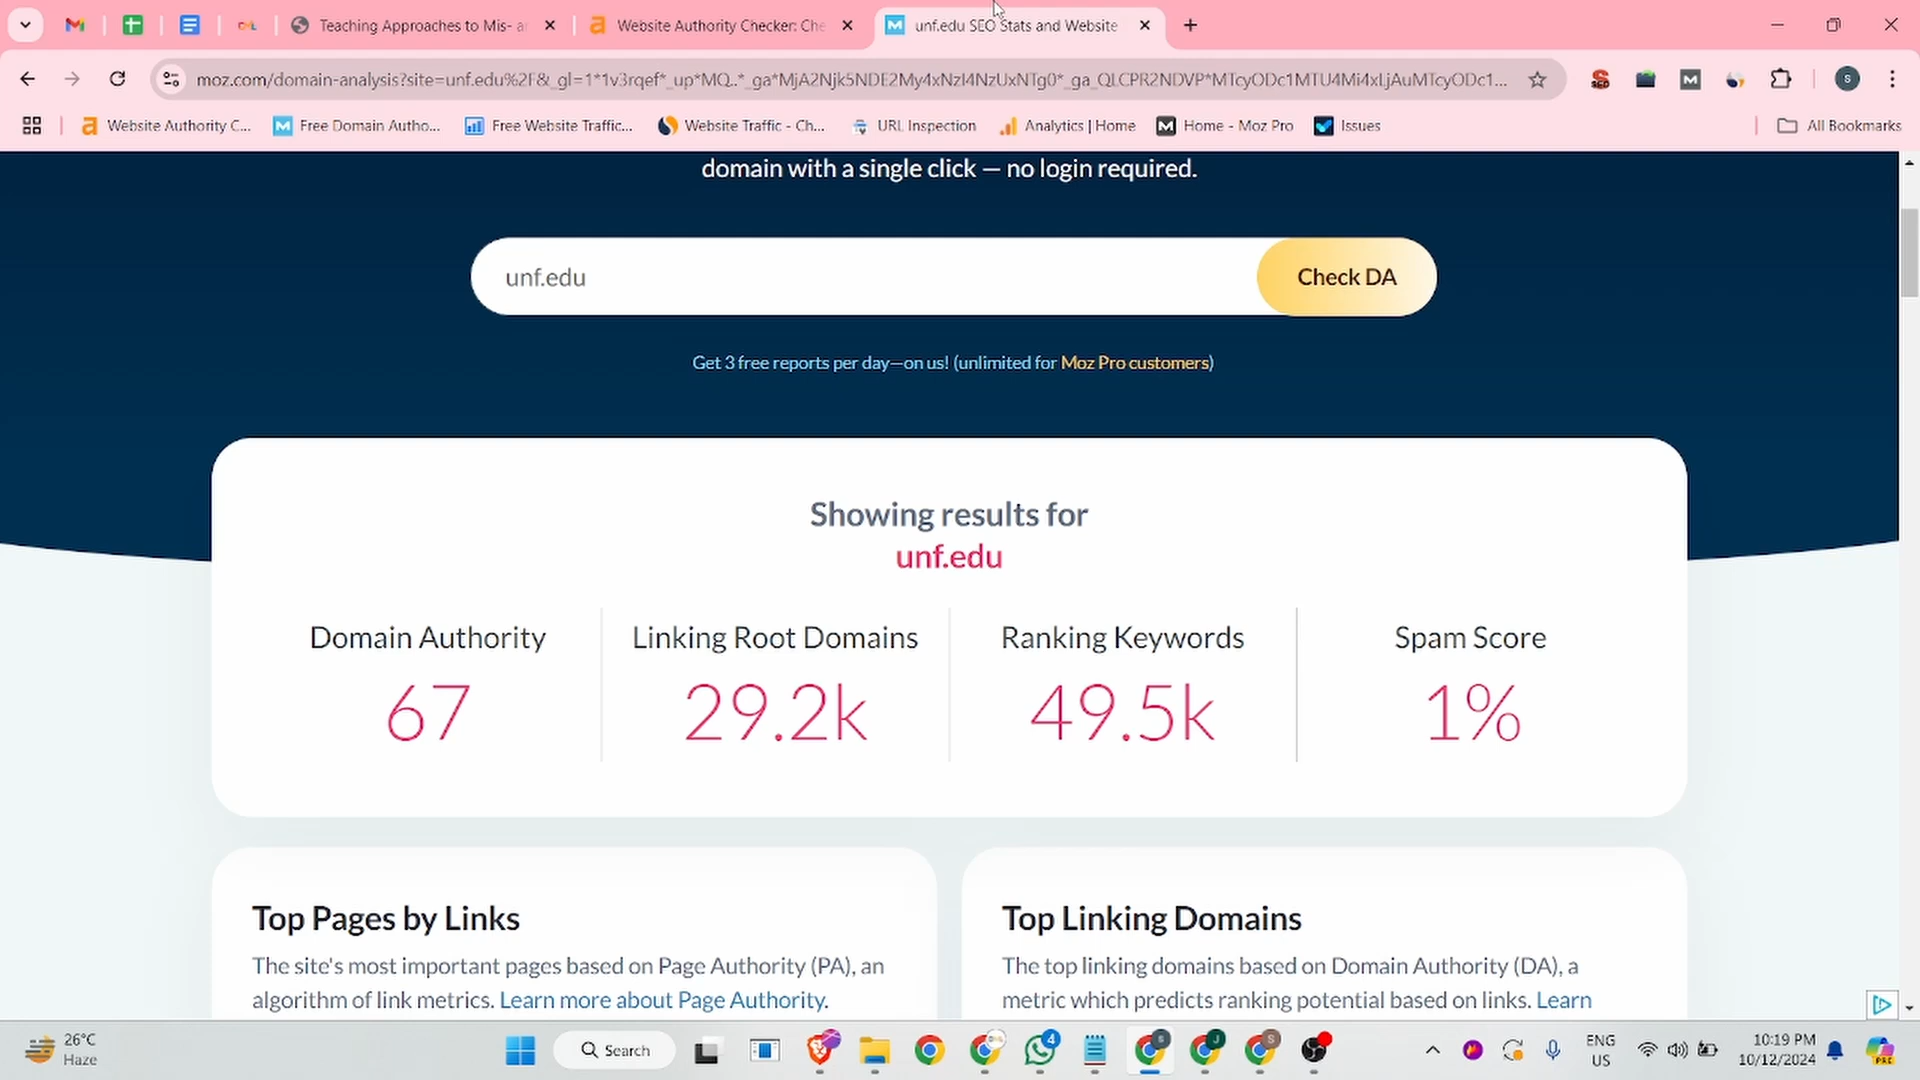 Teaching Approaches to Mis- a
Website Authority Checker: Che
unf.edu SEO Stats and Website
moz.com/domain-analysis?site=unf.edu%2F&_gl=1*1v3rqef*_up*MQ..*_ga*MjA2Njk5NDE2My4xNzI4NzUxNTg0*_ga_QLCPR2NDVP*MTcyODc1MTU4Mi4xLjAuMTcyODc1...
Website Authority C...
Free Domain Autho...
Free Website Traffic...
Website Traffic - Ch...
URL Inspection
Analytics | Home
Home - Moz Pro
Issues
All Bookmarks
domain with a single click — no login required.
unf.edu
Check DA
Get 3 free reports per day—on us! (unlimited for Moz Pro customers)
Showing results for
unf.edu
Domain Authority
67
Linking Root Domains
29.2k
Ranking Keywords
49.5k
Spam Score
1%
Top Pages by Links
The site's most important pages based on Page Authority (PA), an
algorithm of link metrics. Learn more about Page Authority.
Top Linking Domains
The top linking domains based on Domain Authority (DA), a
metric which predicts ranking potential based on links. Learn
26°C
Haze
Search
4
ENG
US
10:19 PM
10/12/2024